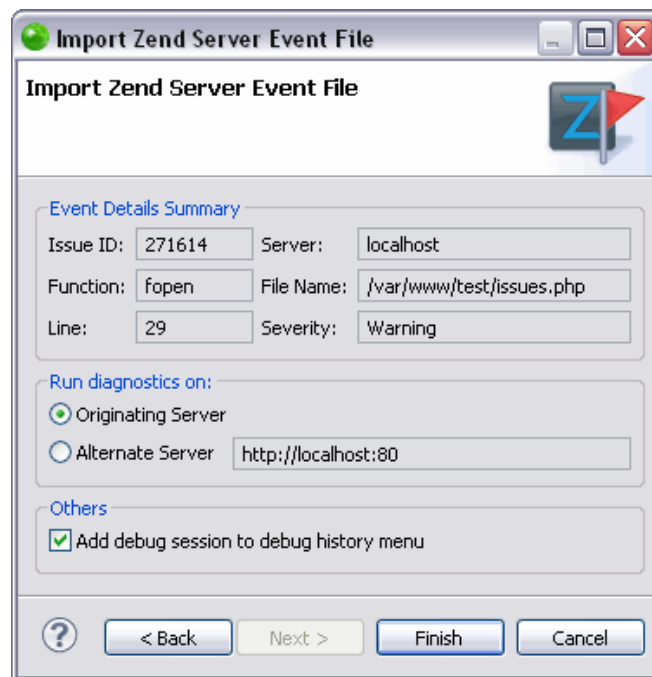 Import Zend Server Event File
Import Zend Server Event File
Z
Event Details Summary
Issue ID: 271614 Server: localhost
Function: fopen File Name: /var/www/test/issues.php
Line: 29 Severity: Warning
Run diagnostics on:
Originating Server
Alternate Server http://localhost:80
Others
Add debug session to debug history menu
? < Back Next > Finish Cancel